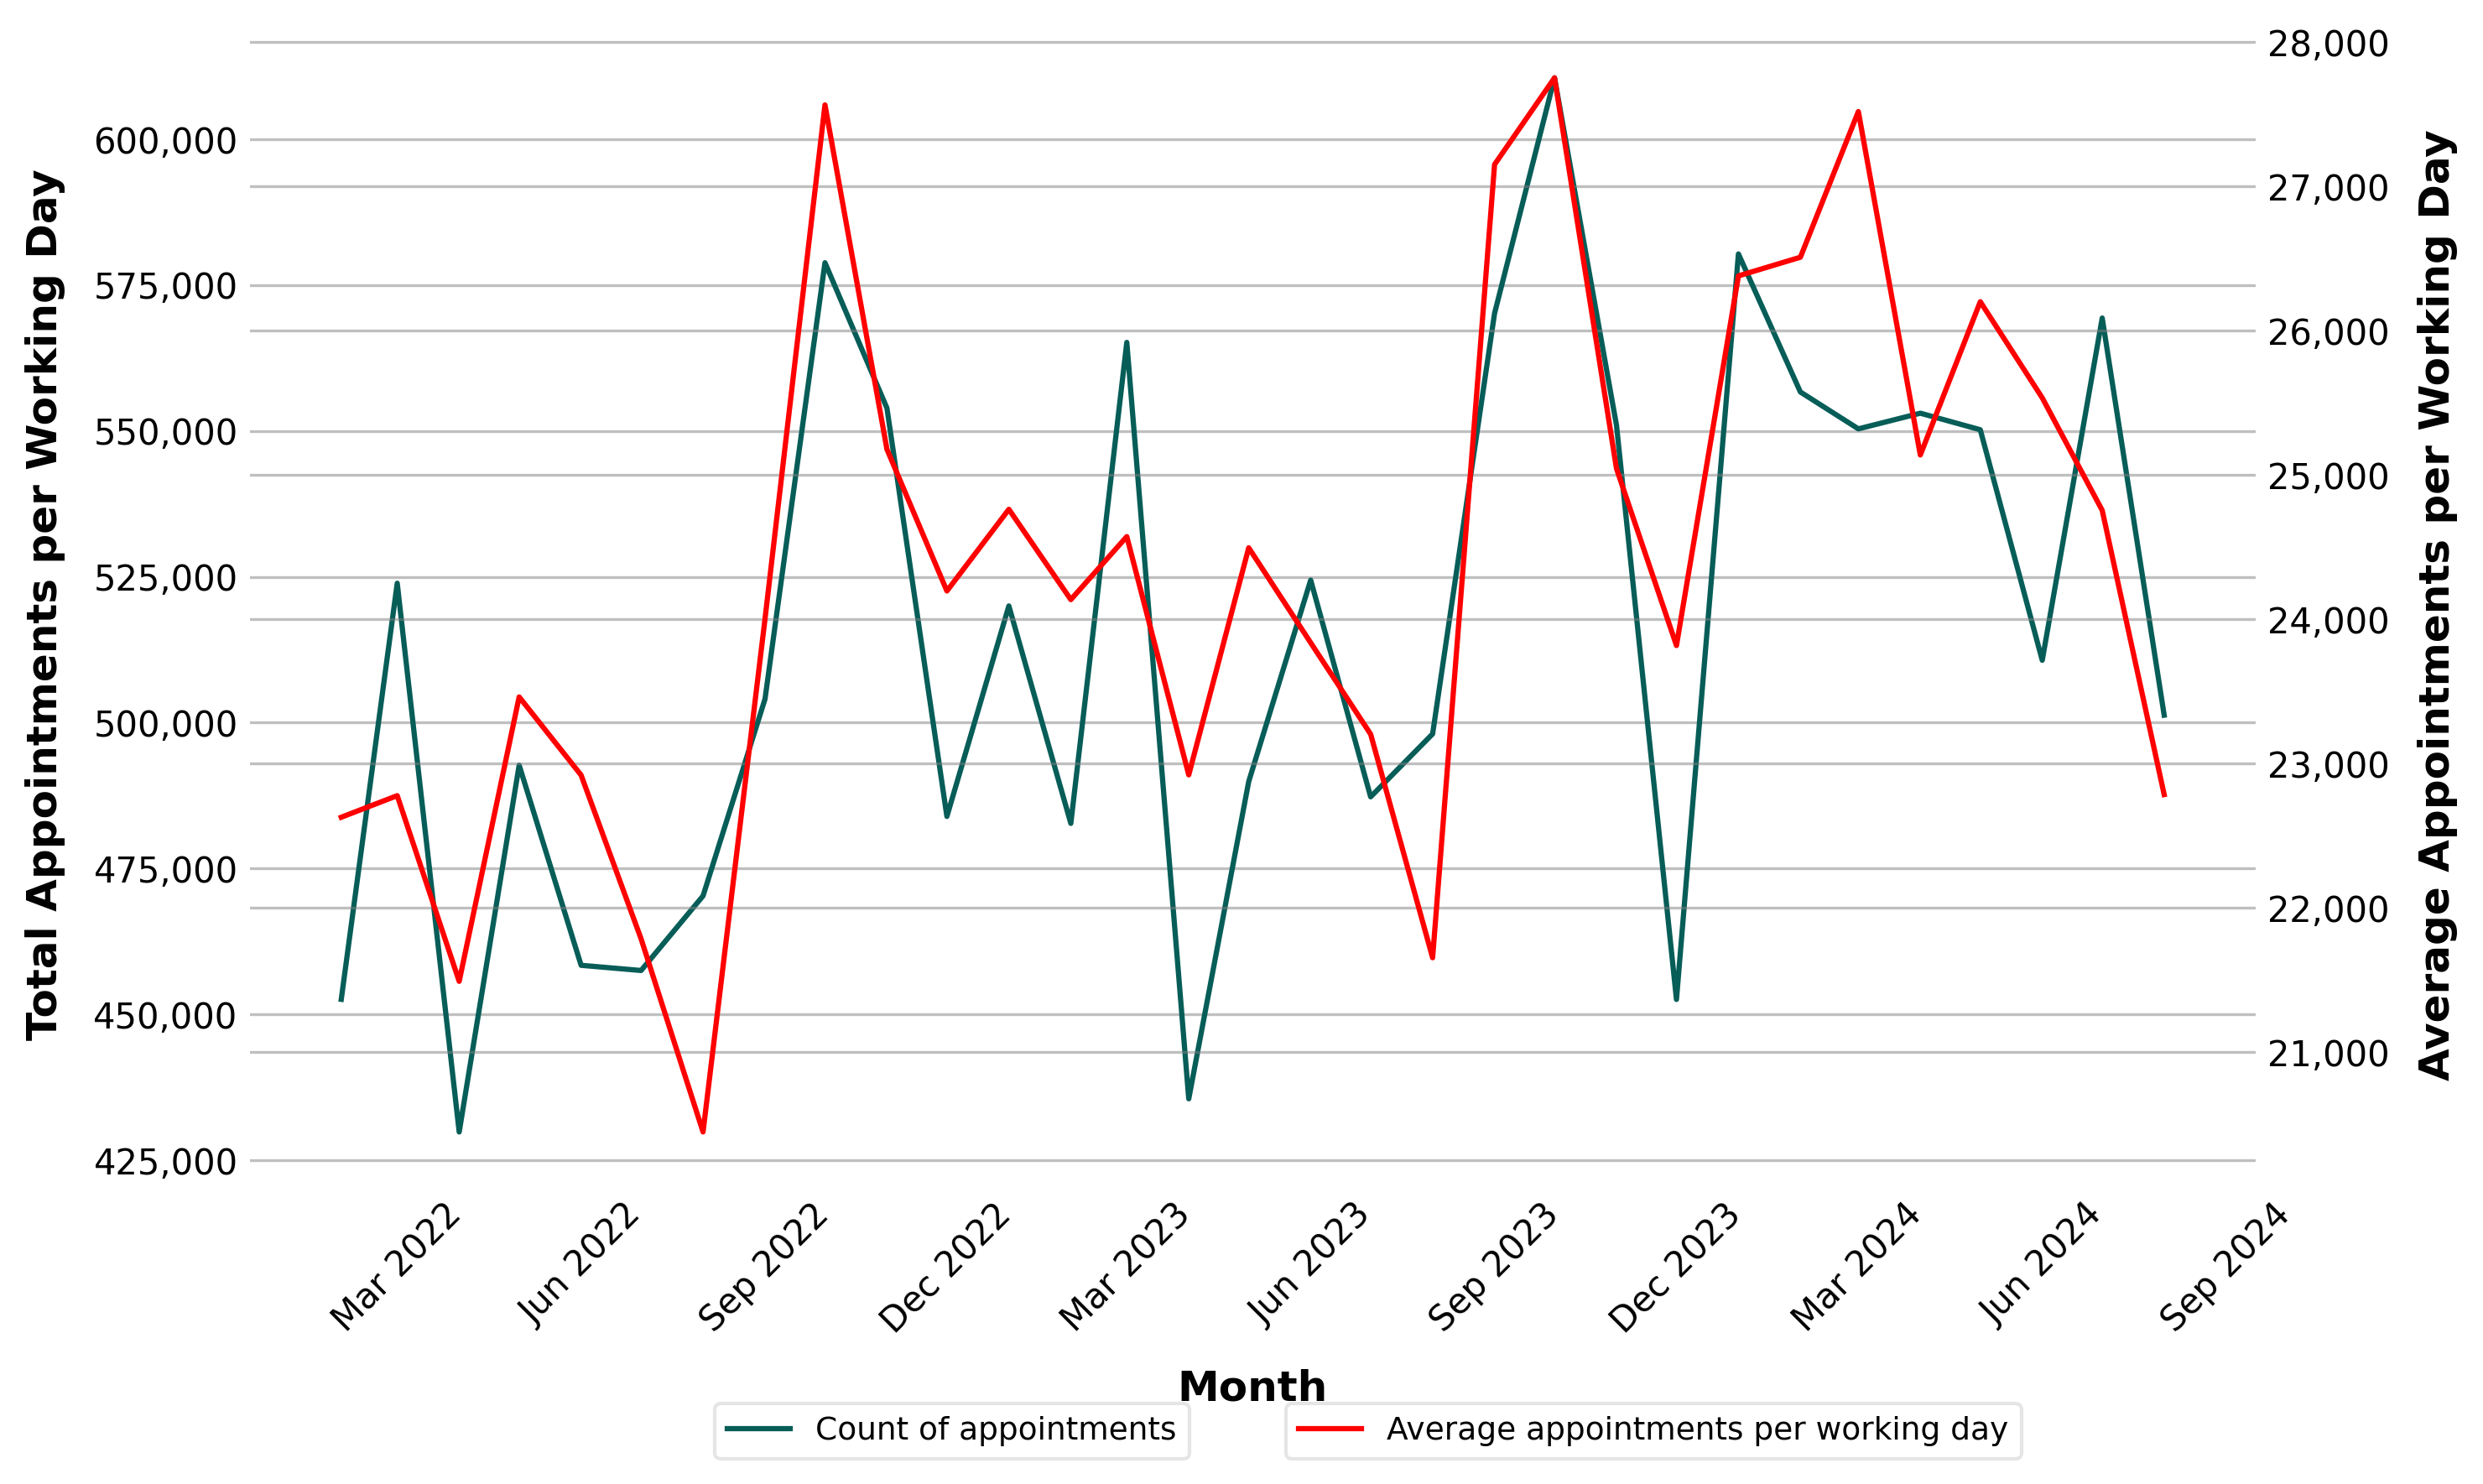 28,000
600,000
27,000
575,000
26,000
550,000
25,000
525,000
24,000
500,000
23,000
475,000
22,000
450,000
21,000
425,000
Total Appointments per Working Day
Average Appointments per Working Day
Mar 2022
Jun 2022
Sep 2022
Dec 2022
Mar 2023
Jun 2023
Sep 2023
Dec 2023
Mar 2024
Jun 2024
Sep 2024
Month
Count of appointments
Average appointments per working day